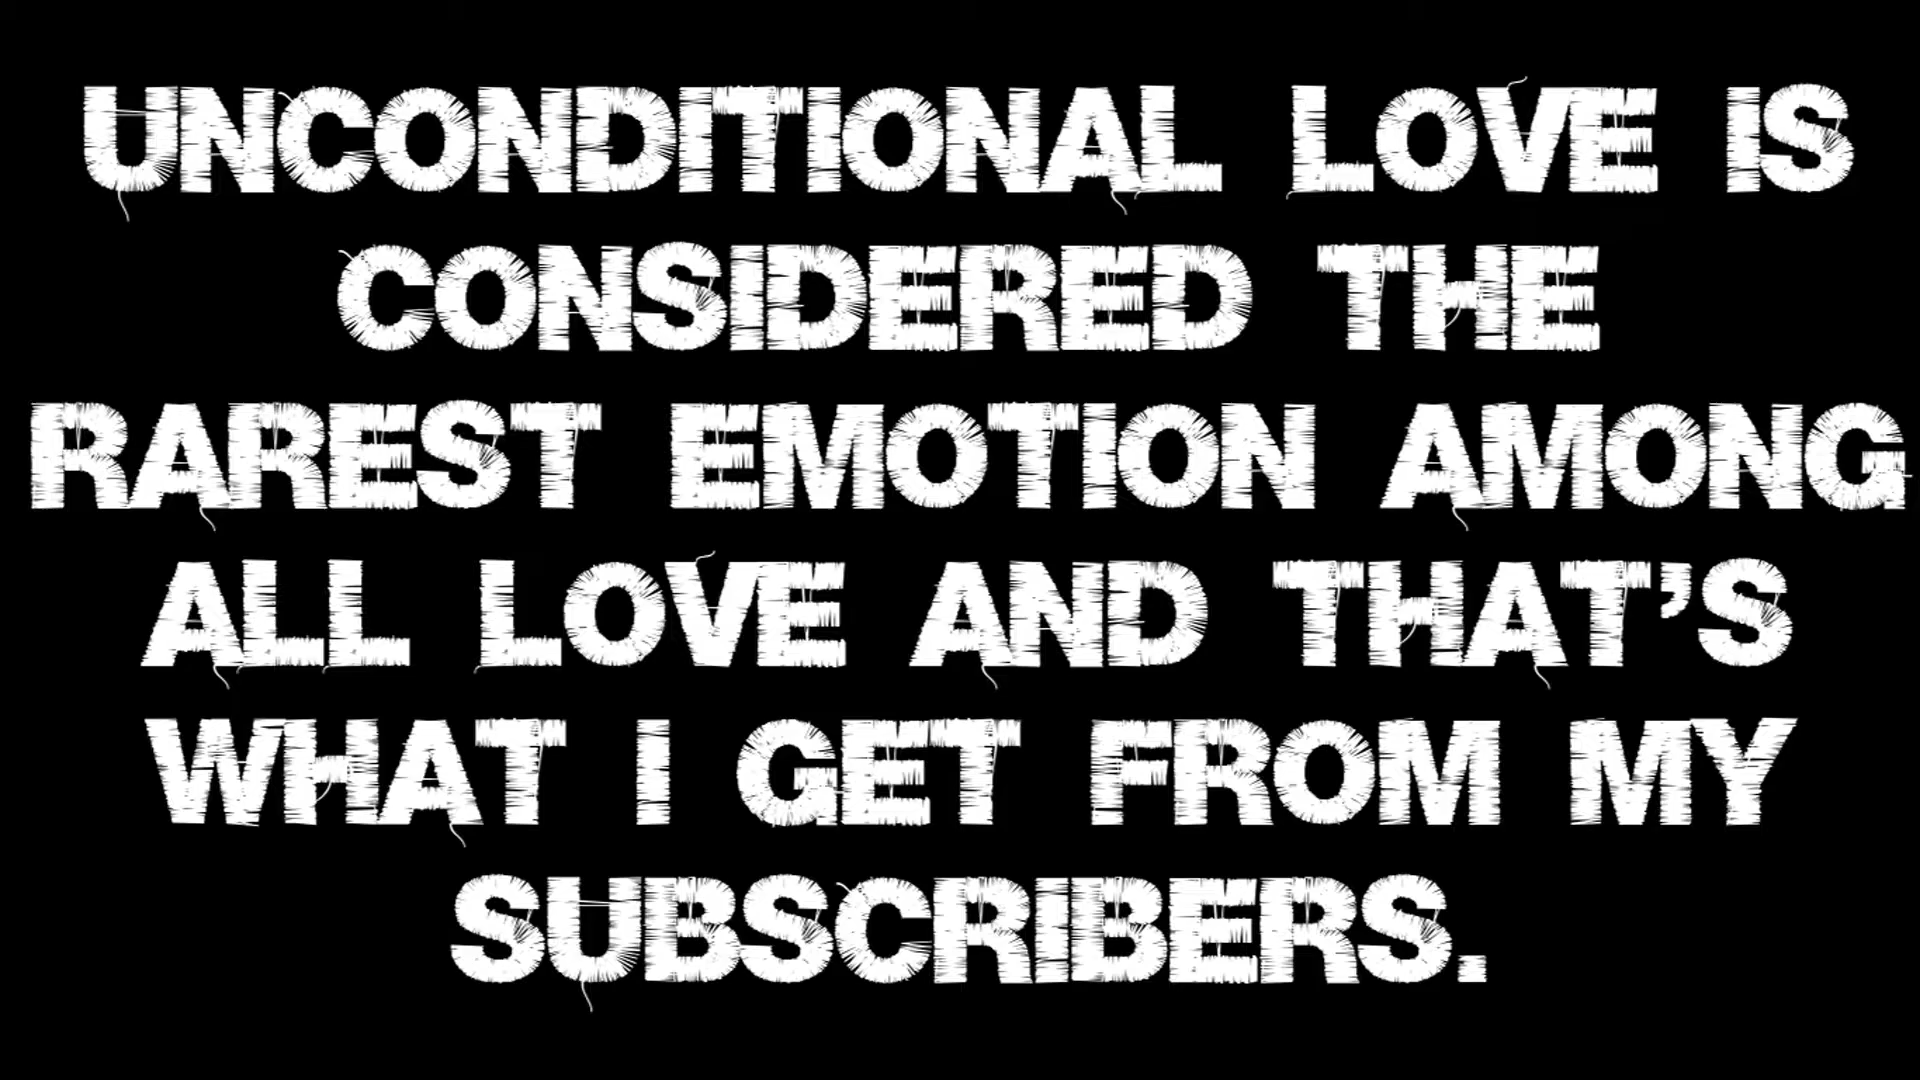 UNCONDITIONAL LOVE IS
CONSIDERED THE
RAREST EMOTION AMONG
ALL LOVE AND THAT'S
WHAT I GET FROM MY
SUBSCRIBERS.